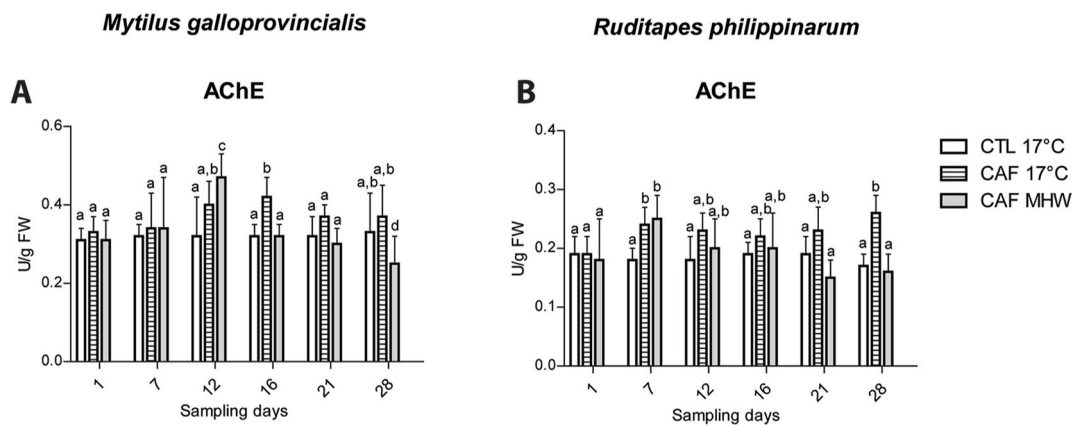 Mytilus galloprovincialis
Ruditapes philippinarum
A
AChE
0.6
0.4
0.2
0.0
U/g FW
a a a
a a a
a a,b c
a b a
a a a
a,b a,b d
1 7 12 16 21 28
Sampling days
B
AChE
0.4
0.3
0.2
0.1
0.0
U/g FW
a a a
a b b
a a,b a,b
a a,b a,b
a a,b a
a b a
1 7 12 16 21 28
Sampling days
CTL 17°C
CAF 17°C
CAF MHW